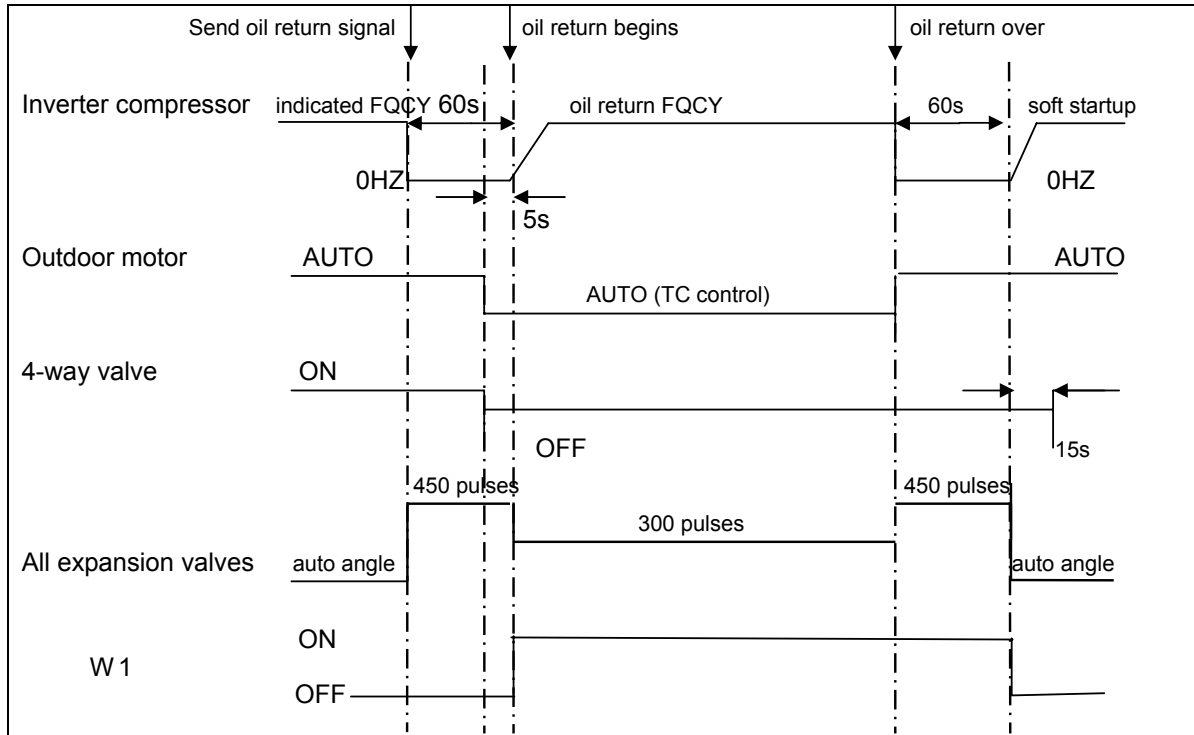 Send oil return signal oil return begins oil return over
Inverter compressor indicated FQCY 60s oil return FQCY 60s soft startup
0HZ 0HZ
5s
Outdoor motor AUTO AUTO
AUTO (TC control)
4-way valve ON
OFF 15s
450 pulses 450 pulses
300 pulses
All expansion valves auto angle auto angle
ON
W 1
OFF